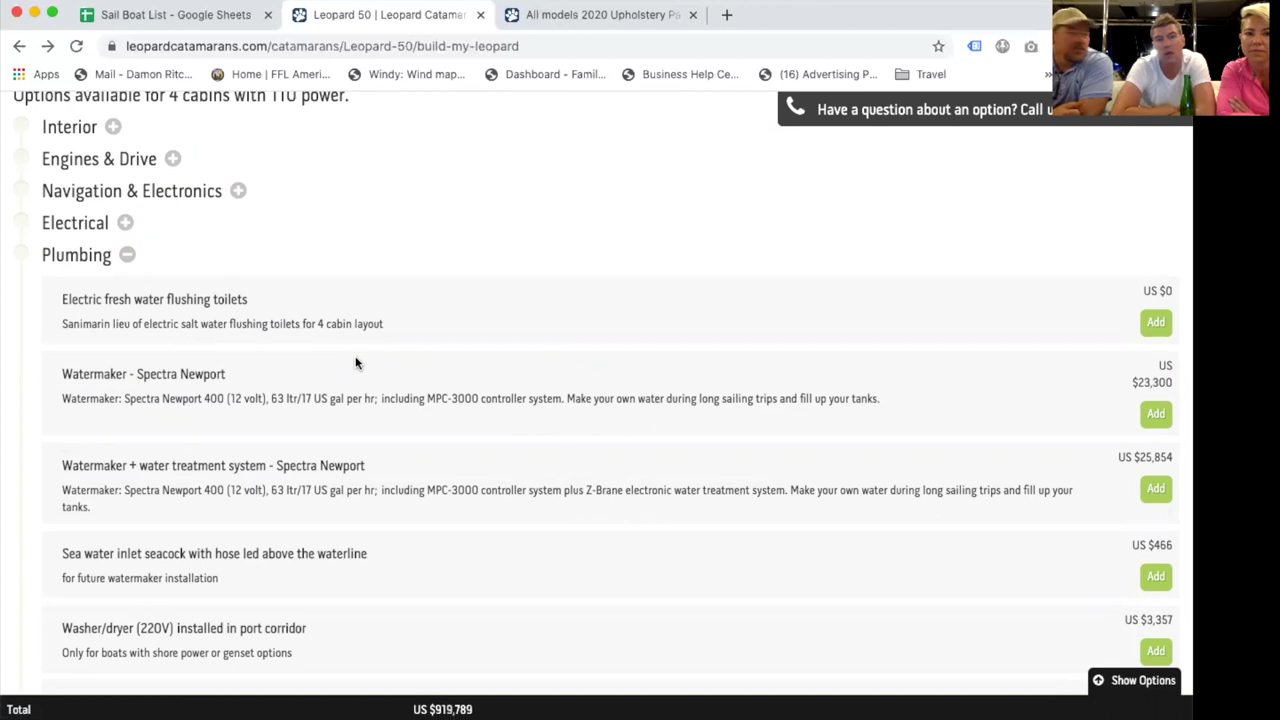 Sail Boat List - Google Sheets
Leopard 50 | Leopard Catamar
All models 2020 Upholstery Pa
leopardcatamarans.com/catamarans/Leopard-50/build-my-leopard
Apps
Mail - Damon Ritc...
Home | FFL Ameri...
Windy: Wind map...
Dashboard - Famil...
Business Help Ce...
(16) Advertising P...
Travel
»
Options available for 4 cabins with 110 power.
Have a question about an option? Call u
Interior
Engines & Drive
Navigation & Electronics
Electrical
Plumbing
Electric fresh water flushing toilets
US $0
Sanimarin lieu of electric salt water flushing toilets for 4 cabin layout
Add
Watermaker - Spectra Newport
US
$23,300
Watermaker: Spectra Newport 400 (12 volt), 63 ltr/17 US gal per hr; including MPC-3000 controller system. Make your own water during long sailing trips and fill up your tanks.
Add
Watermaker + water treatment system - Spectra Newport
US $25,854
Watermaker: Spectra Newport 400 (12 volt), 63 ltr/17 US gal per hr; including MPC-3000 controller system plus Z-Brane electronic water treatment system. Make your own water during long sailing trips and fill up your
tanks.
Add
Sea water inlet seacock with hose led above the waterline
US $466
for future watermaker installation
Add
Washer/dryer (220V) installed in port corridor
US $3,357
Only for boats with shore power or genset options
Add
Show Options
Total
US $919,789